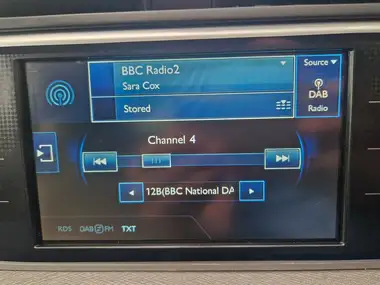 BBC Radio2
Source
Sara Cox
DAB
Stored
Radio
Channel 4
12B(BBC National DA
RDS DAB FM TXT